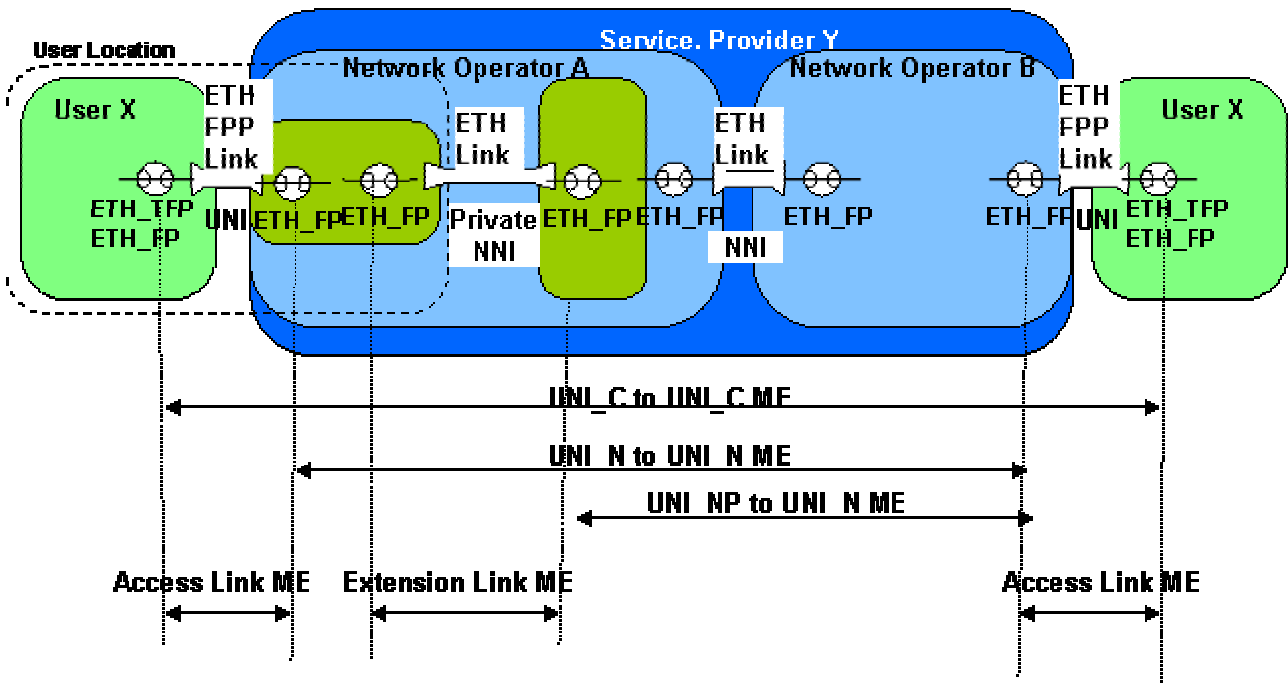 Service. Provider Y
User Location
Network Operator A
Network Operator B
User X
ETH
FPP
Link
ETH
Link
ETH
Link
ETH
FPP
Link
User X
ETH_TFP
ETH_FP
UNI
ETH_FP
ETH_FP
Private
NNI
ETH_FP
ETH_FP
NNI
ETH_FP
ETH_FP
UNI
ETH_TFP
ETH_FP
UNI_C to UNI_C ME
UNI_N to UNI_N ME
UNI_NP to UNI_N ME
Access Link ME
Extension Link ME
Access Link ME